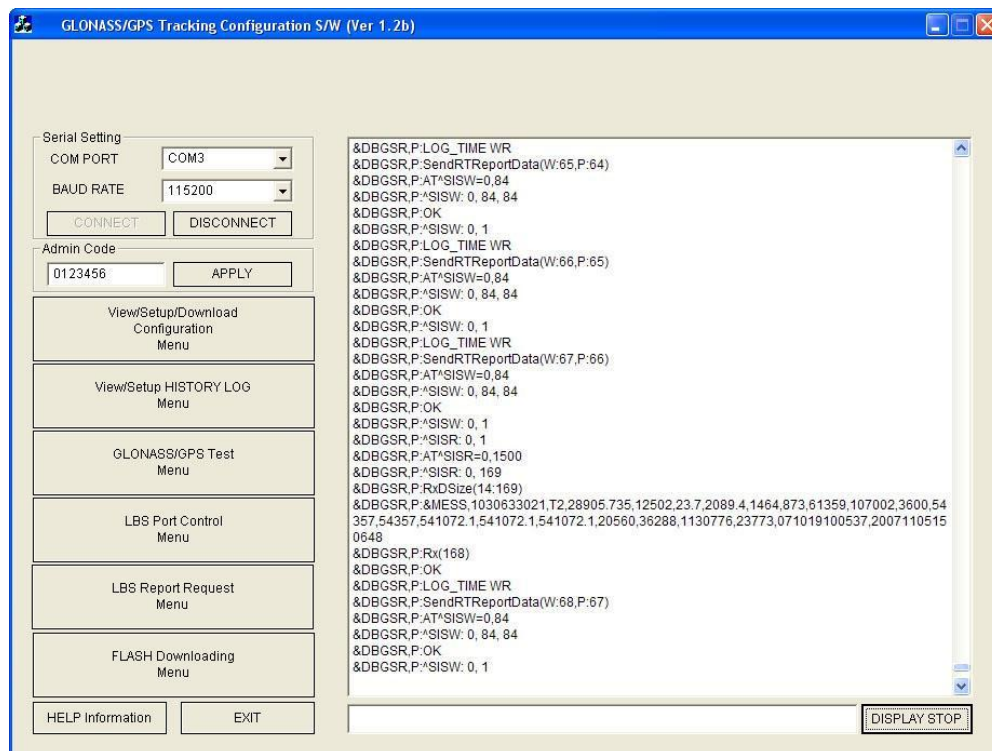 GLONASS/GPS Tracking Configuration S/W (Ver 1.2b)
Serial Setting
COM PORT
COM3
BAUD RATE
115200
CONNECT
DISCONNECT
Admin Code
0123456
APPLY
View/Setup/Download
Configuration
Menu
View/Setup HISTORY LOG
Menu
GLONASS/GPS Test
Menu
LBS Port Control
Menu
LBS Report Request
Menu
FLASH Downloading
Menu
HELP Information
EXIT
&DBGSR,P:LOG_TIME WR
&DBGSR,P:SendRTReportData(W:65,P:64)
&DBGSR,P:AT^SISW=0,84
&DBGSR,P:^SISW: 0, 84, 84
&DBGSR,P:OK
&DBGSR,P:^SISW: 0, 1
&DBGSR,P:LOG_TIME WR
&DBGSR,P:SendRTReportData(W:66,P:65)
&DBGSR,P:AT^SISW=0,84
&DBGSR,P:^SISW: 0, 84, 84
&DBGSR,P:OK
&DBGSR,P:^SISW: 0, 1
&DBGSR,P:LOG_TIME WR
&DBGSR,P:SendRTReportData(W:67,P:66)
&DBGSR,P:AT^SISW=0,84
&DBGSR,P:^SISW: 0, 84, 84
&DBGSR,P:OK
&DBGSR,P:^SISW: 0, 1
&DBGSR,P:^SISR: 0, 1
&DBGSR,P:AT^SISR=0,1500
&DBGSR,P:^SISR: 0, 169
&DBGSR,P:RxDSize(14:169)
&DBGSR,P:&MESS,1030633021,T2,28905.735,12502,23.7,2089.4,1464,873,61359,107002,3600,54
357,54357,541072.1,541072.1,541072.1,20560,36288,1130776,23773,071019100537,2007110515
0648
&DBGSR,P:Rx(168)
&DBGSR,P:OK
&DBGSR,P:LOG_TIME WR
&DBGSR,P:SendRTReportData(W:68,P:67)
&DBGSR,P:AT^SISW=0,84
&DBGSR,P:^SISW: 0, 84, 84
&DBGSR,P:OK
&DBGSR,P:^SISW: 0, 1
DISPLAY STOP